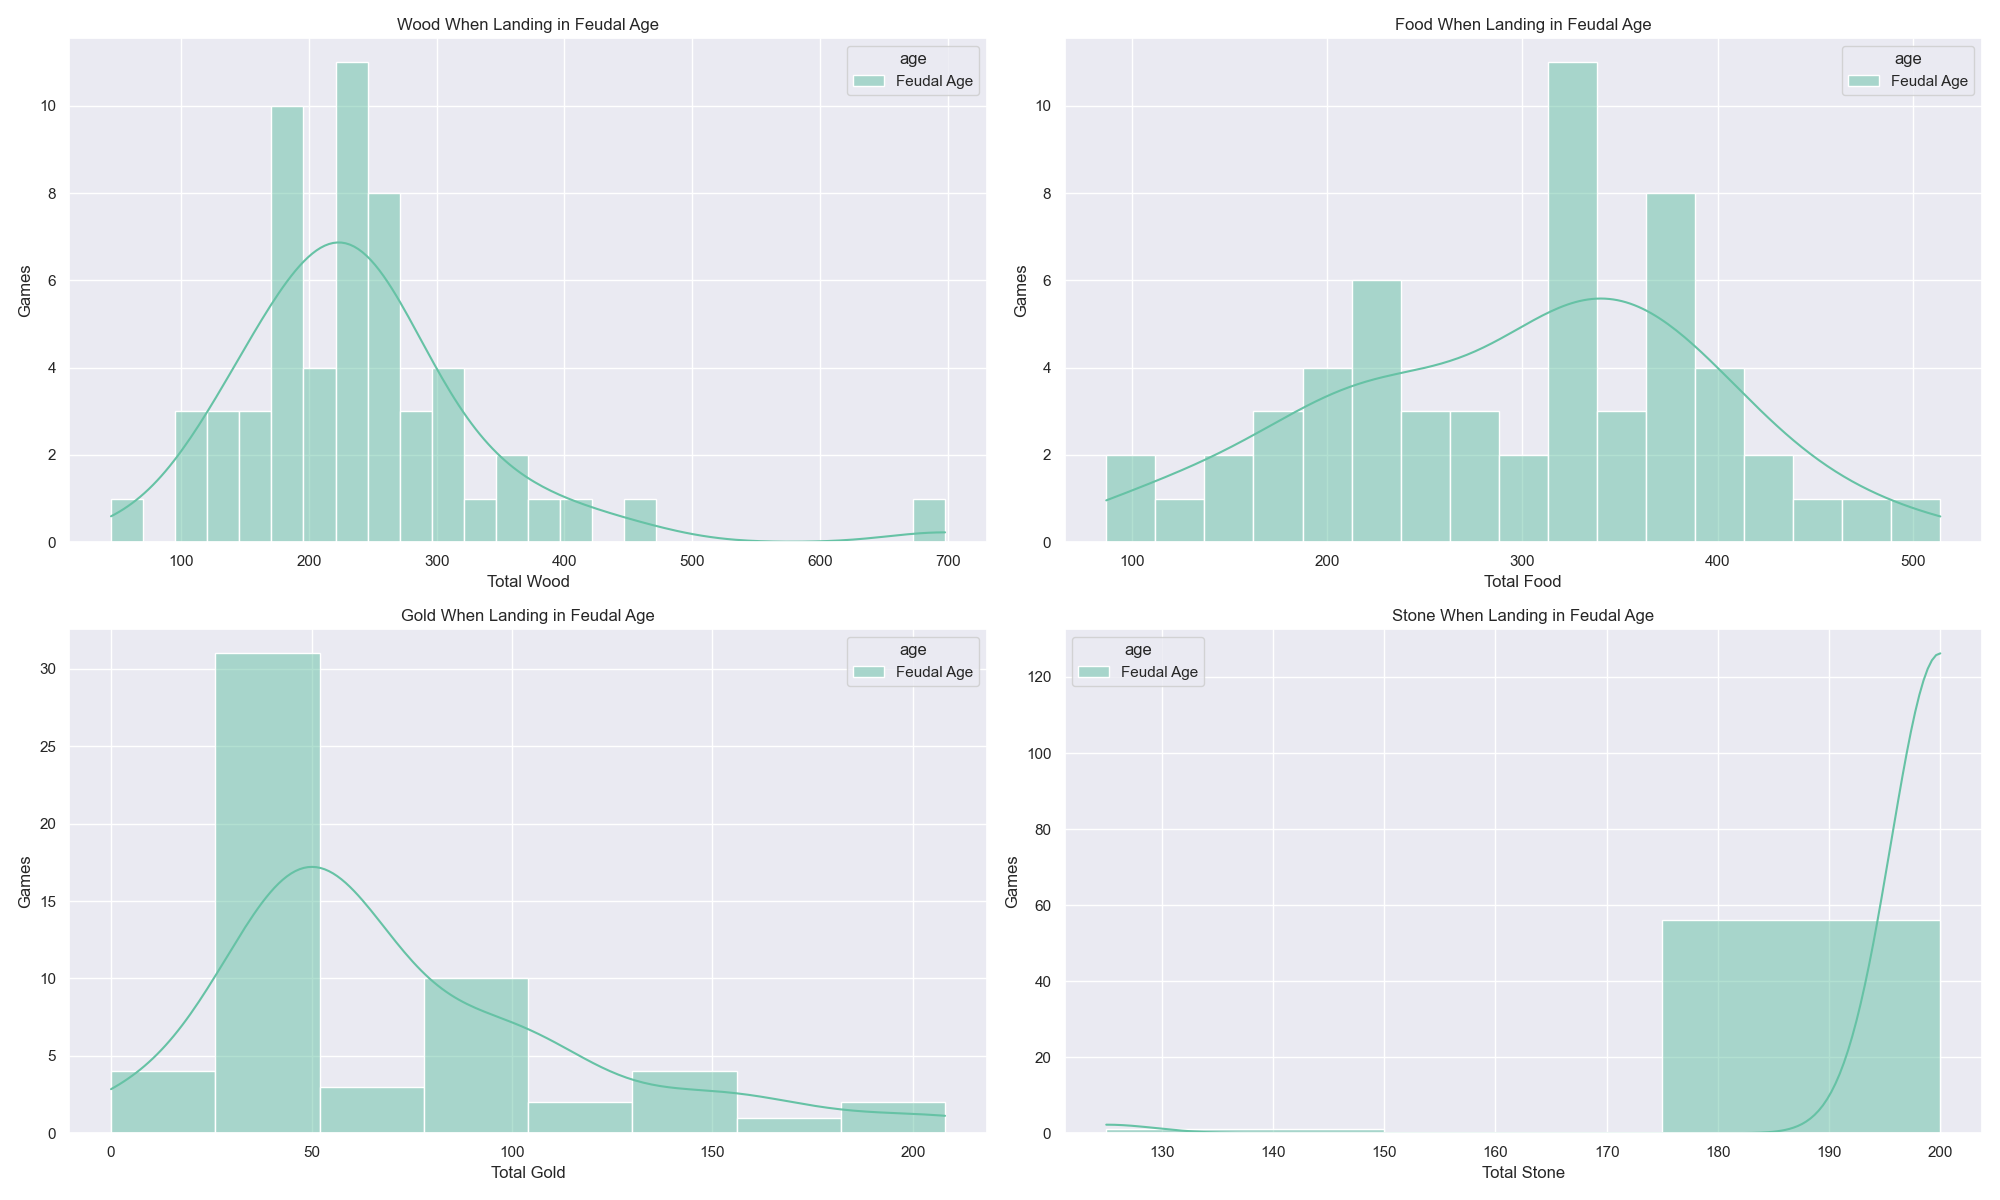 Wood When Landing in Feudal Age
age
Feudal Age
10
8
6
4
2
0
Games
100 200 300 400 500 600 700
Total Wood
Food When Landing in Feudal Age
age
Feudal Age
10
8
6
4
2
0
Games
100 200 300 400 500
Total Food
Gold When Landing in Feudal Age
age
Feudal Age
30
25
20
15
10
5
0
Games
0 50 100 150 200
Total Gold
Stone When Landing in Feudal Age
age
Feudal Age
120
100
80
60
40
20
0
Games
130 140 150 160 170 180 190 200
Total Stone